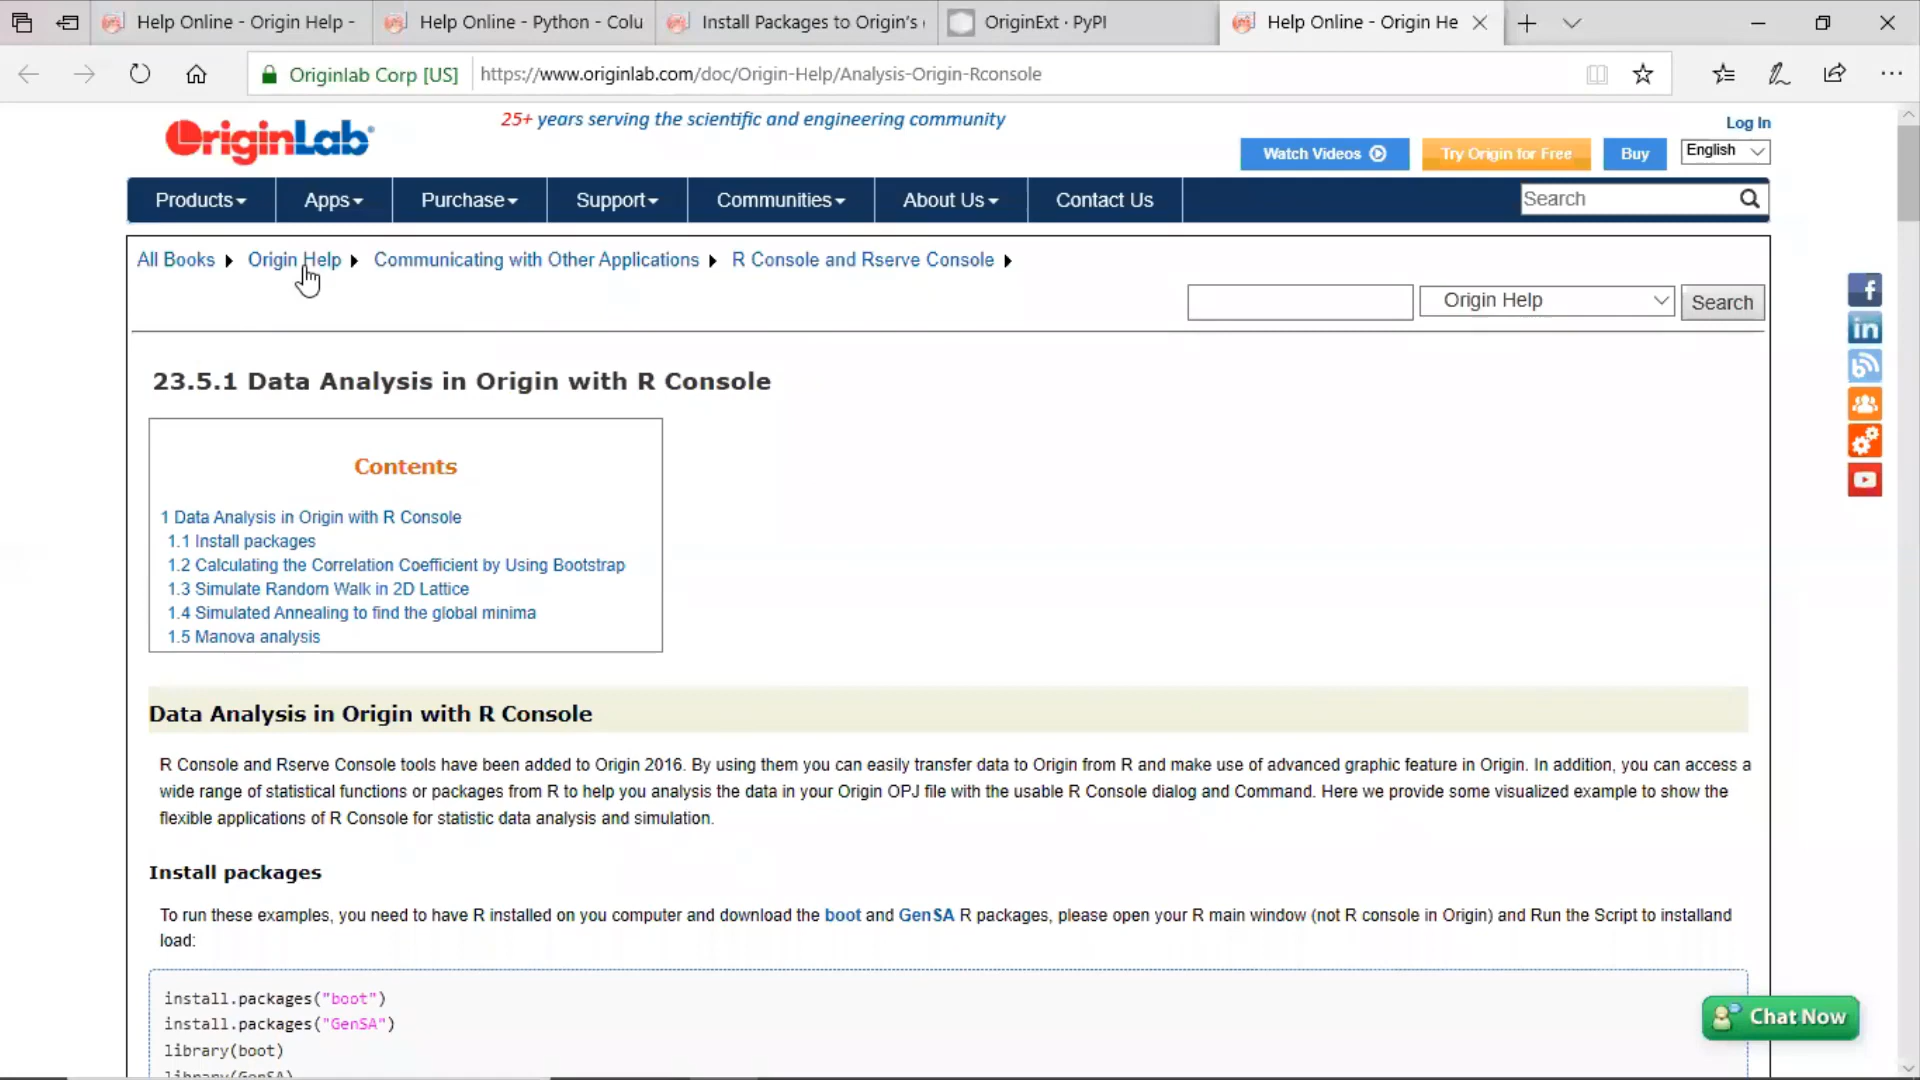 Help Online - Origin Help -
Help Online - Python - Colu
Install Packages to Origin's
OriginExt · PyPI
Help Online - Origin He
Originlab Corp [US]
https://www.originlab.com/doc/Origin-Help/Analysis-Origin-Rconsole
OriginLab
25+ years serving the scientific and engineering community
Log In
Watch Videos
Try Origin for Free
Buy
English
Products
Apps
Purchase
Support
Communities
About Us
Contact Us
Search
All Books
Origin Help
Communicating with Other Applications
R Console and Rserve Console
Origin Help
Search
23.5.1 Data Analysis in Origin with R Console
Contents
1 Data Analysis in Origin with R Console
1.1 Install packages
1.2 Calculating the Correlation Coefficient by Using Bootstrap
1.3 Simulate Random Walk in 2D Lattice
1.4 Simulated Annealing to find the global minima
1.5 Manova analysis
Data Analysis in Origin with R Console
R Console and Rserve Console tools have been added to Origin 2016. By using them you can easily transfer data to Origin from R and make use of advanced graphic feature in Origin. In addition, you can access a
wide range of statistical functions or packages from R to help you analysis the data in your Origin OPJ file with the usable R Console dialog and Command. Here we provide some visualized example to show the
flexible applications of R Console for statistic data analysis and simulation.
Install packages
To run these examples, you need to have R installed on you computer and download the boot and GenSA R packages, please open your R main window (not R console in Origin) and Run the Script to installand
load:
install.packages("boot")
install.packages("GenSA")
library(boot)
library(GenSA)
Chat Now